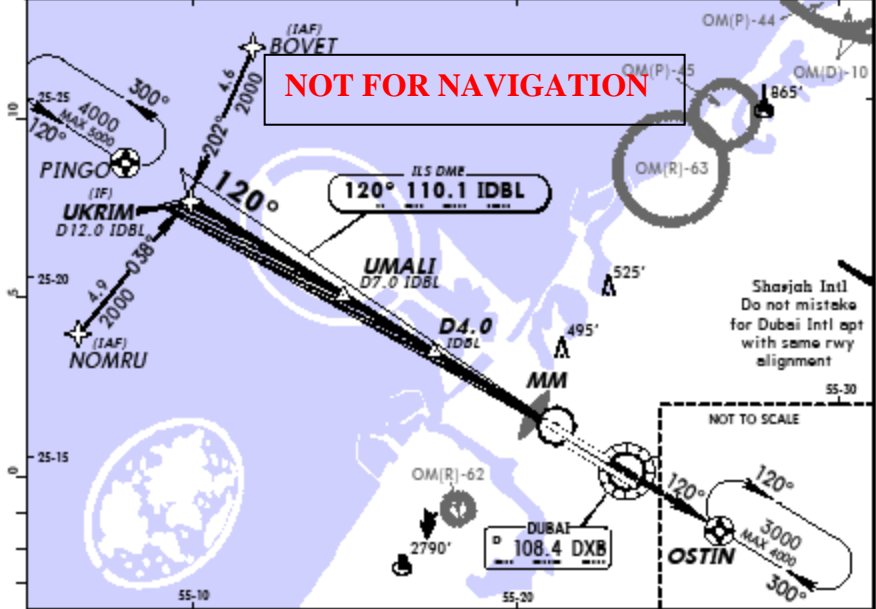 OM(P)-44
(IAF)
BOVET
NOT FOR NAVIGATION
OM(P)-45
OM(D)-10
865'
4.6
2000
202°
10
25-25
300°
4000
MAX 5000
120°
PINGO
OM(R)-63
(IF)
UKRIM
D12.0 IDBL
120°
ILS DME
120° 110.1 IDBL
038°
4.9
2000
(IAF)
NOMRU
UMALI
D7.0 IDBL
25-20
5
525'
D4.0
IDBL
495'
Sharjah Intl
Do not mistake
for Dubai Intl apt
with same rwy
alignment
MM
55-30
NOT TO SCALE
25-15
0
OM(R)-62
120°
120°
3000
MAX 4000
300°
OSTIN
DUBAI
D 108.4 DXB
2790'
55-10
55-20